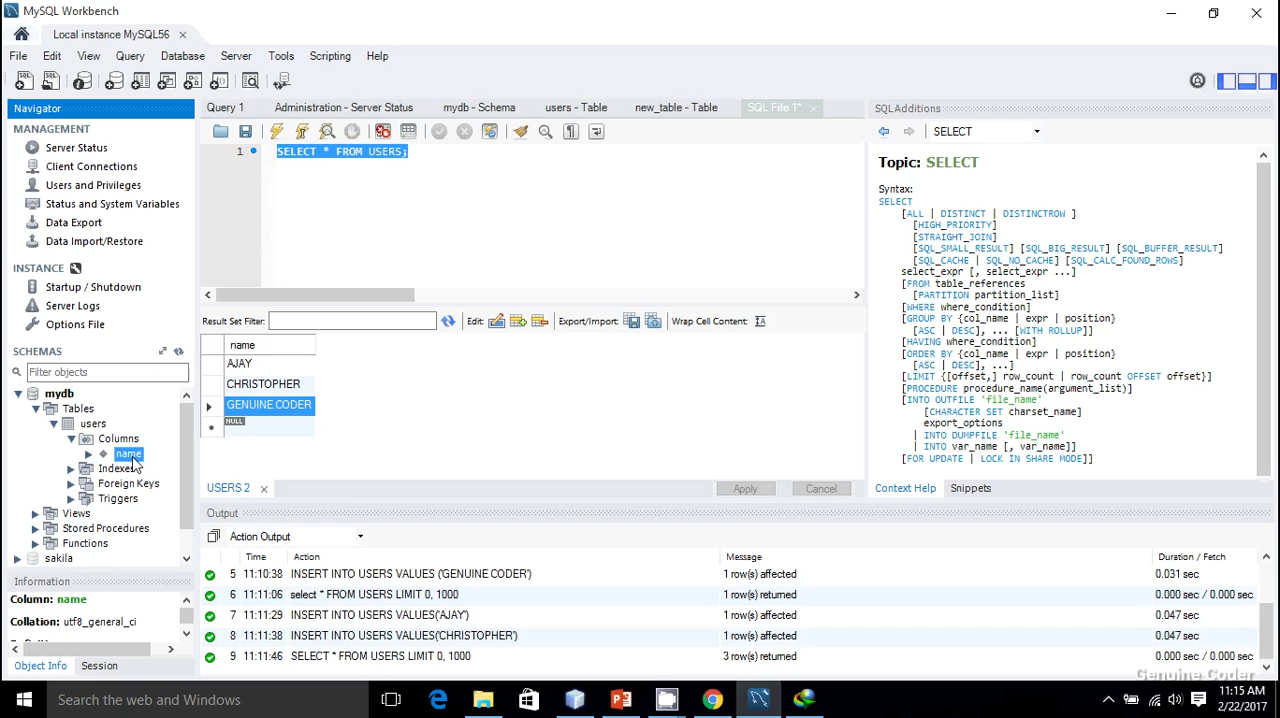 MySQL Workbench
Local instance MySQL56
File Edit View Query Database Server Tools Scripting Help
Navigator
MANAGEMENT
Server Status
Client Connections
Users and Privileges
Status and System Variables
Data Export
Data Import/Restore
INSTANCE
Startup / Shutdown
Server Logs
Options File
SCHEMAS
Filter objects
mydb
Tables
users
Columns
name
Indexes
Foreign Keys
Triggers
Views
Stored Procedures
Functions
sakila
Information
Column: name
Collation: utf8_general_ci
Object Info Session
Query 1 Administration - Server Status mydb - Schema users - Table new_table - Table SQL File 1*
1 SELECT * FROM USERS;
Result Set Filter: Edit: Export/Import: Wrap Cell Content:
name
AJAY
CHRISTOPHER
GENUINE CODER
NULL
USERS 2 Apply Cancel
SQLAdditions
SELECT
Topic: SELECT
Syntax:
SELECT
[ALL | DISTINCT | DISTINCTROW ]
[HIGH_PRIORITY]
[STRAIGHT_JOIN]
[SQL_SMALL_RESULT] [SQL_BIG_RESULT] [SQL_BUFFER_RESULT]
[SQL_CACHE | SQL_NO_CACHE] [SQL_CALC_FOUND_ROWS]
select_expr [, select_expr ...]
[FROM table_references
[PARTITION partition_list]
[WHERE where_condition]
[GROUP BY {col_name | expr | position}
[ASC | DESC], ... [WITH ROLLUP]]
[HAVING where_condition]
[ORDER BY {col_name | expr | position}
[ASC | DESC], ...]
[LIMIT {[offset,] row_count | row_count OFFSET offset}]
[PROCEDURE procedure_name(argument_list)]
[INTO OUTFILE 'file_name'
[CHARACTER SET charset_name]
export_options
| INTO DUMPFILE 'file_name'
| INTO var_name [, var_name]]
[FOR UPDATE | LOCK IN SHARE MODE]]
Context Help Snippets
Output
Action Output
Time Action Message Duration / Fetch
5 11:10:38 INSERT INTO USERS VALUES ('GENUINE CODER') 1 row(s) affected 0.031 sec
6 11:11:06 select * FROM USERS LIMIT 0, 1000 1 row(s) returned 0.000 sec / 0.000 sec
7 11:11:29 INSERT INTO USERS VALUES('AJAY') 1 row(s) affected 0.047 sec
8 11:11:38 INSERT INTO USERS VALUES('CHRISTOPHER') 1 row(s) affected 0.047 sec
9 11:11:46 SELECT * FROM USERS LIMIT 0, 1000 3 row(s) returned 0.000 sec / 0.000 sec
Genuine Coder
Search the web and Windows
11:15 AM
2/22/2017